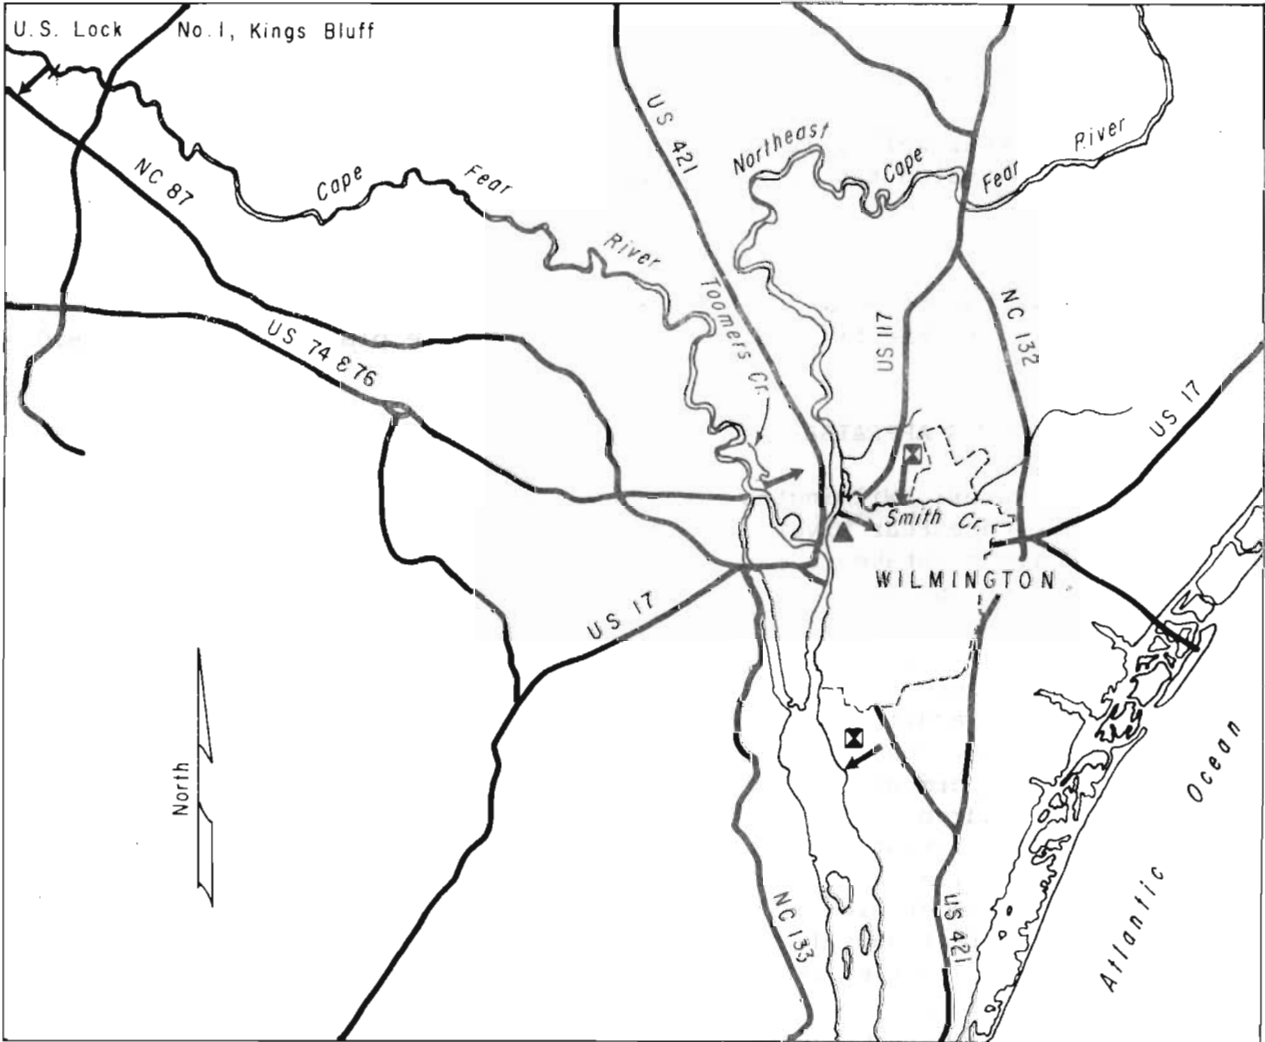 U.S. Lock No. 1, Kings Bluff
US 421
Northeast
Cape
Fear
River
NC 87
Cape
Fear
River
Toomers Cr.
US 117
NC 132
US 74 & 76
US 17
Smith Cr.
WILMINGTON
US 17
North
NC 133
US 421
Atlantic Ocean